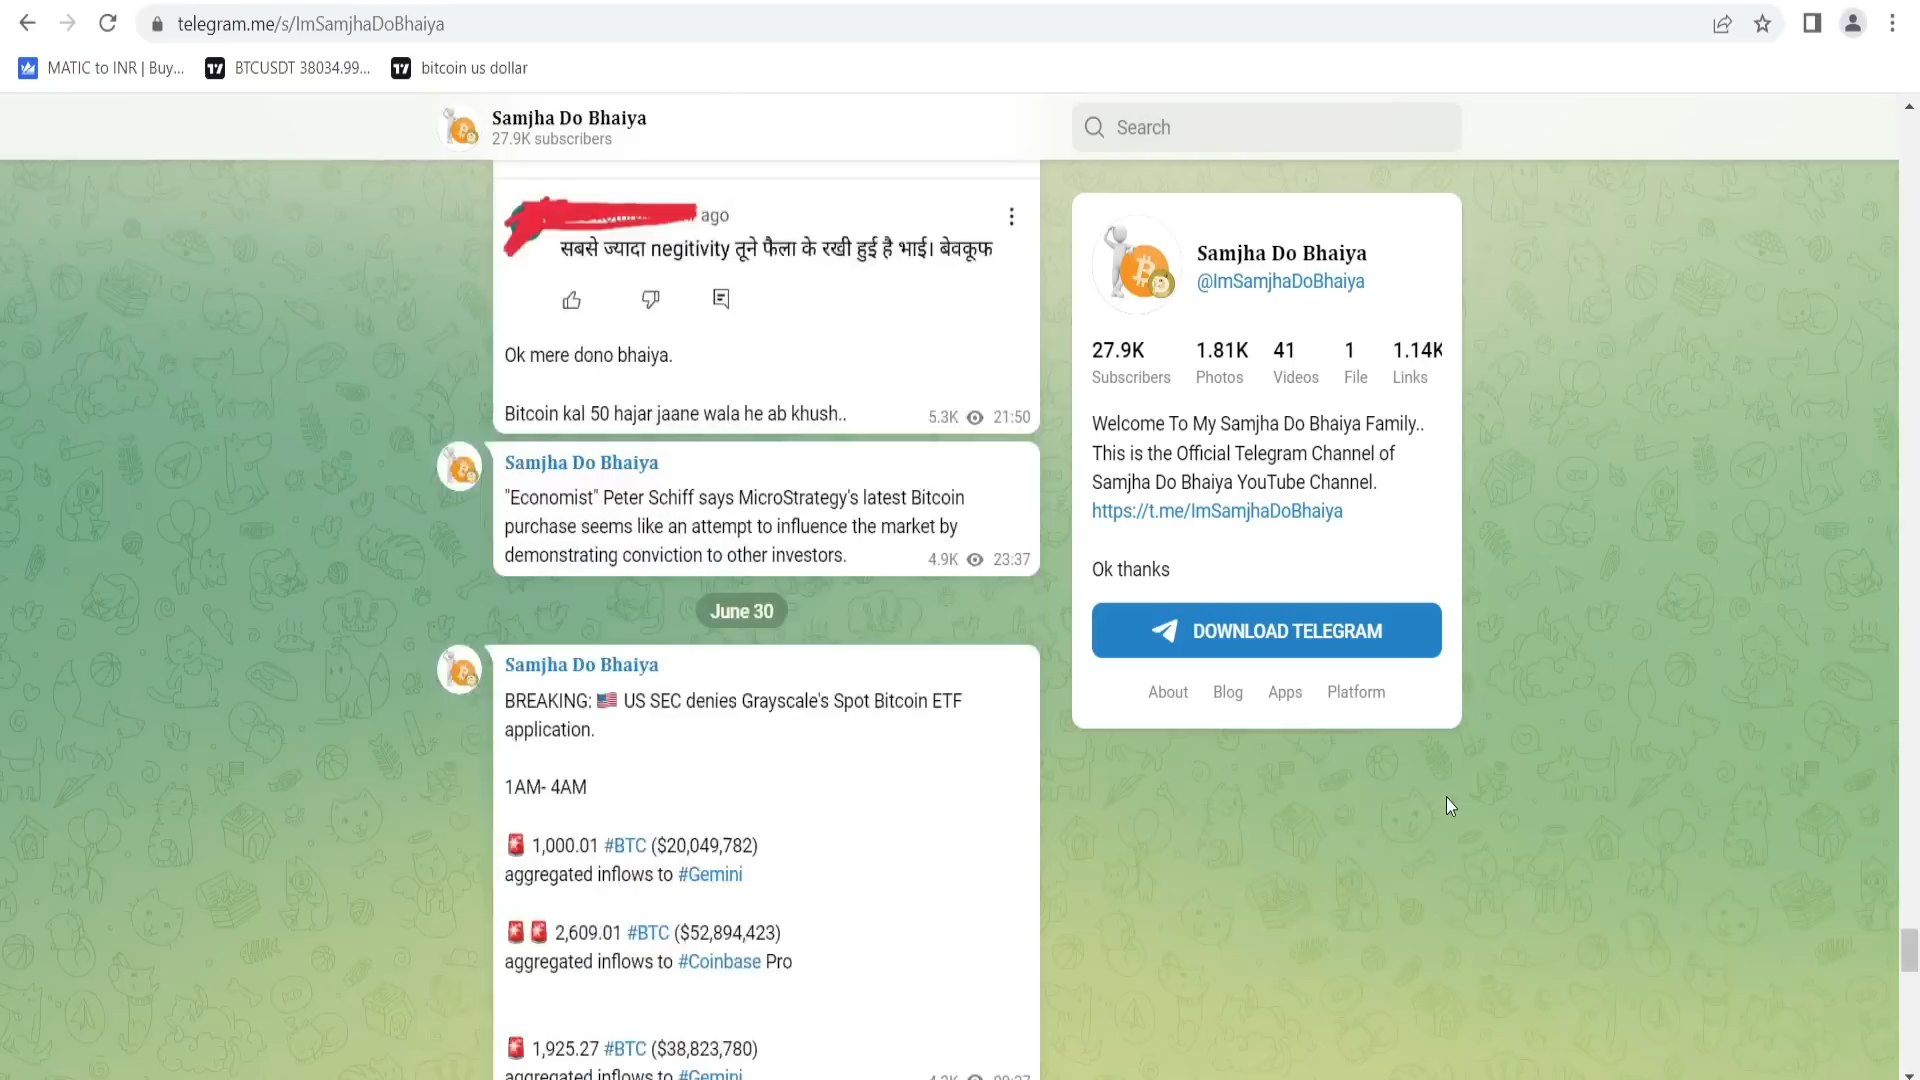 telegram.me/s/ImSamjhaDoBhaiya
MATIC to INR | Buy...
BTCUSDT 38034.99...
bitcoin us dollar
Samjha Do Bhaiya
27.9K subscribers
Search
ago
सबसे ज्यादा negitivity तूने फैला के रखी हुई है भाई। बेवकूफ
Ok mere dono bhaiya.
Bitcoin kal 50 hajar jaane wala he ab khush..
5.3K 21:50
Samjha Do Bhaiya
"Economist" Peter Schiff says MicroStrategy's latest Bitcoin
purchase seems like an attempt to influence the market by
demonstrating conviction to other investors.
4.9K 23:37
June 30
Samjha Do Bhaiya
BREAKING: 🇺🇸 US SEC denies Grayscale's Spot Bitcoin ETF
application.
1AM- 4AM
🚨 1,000.01 #BTC ($20,049,782)
aggregated inflows to #Gemini
🚨🚨 2,609.01 #BTC ($52,894,423)
aggregated inflows to #Coinbase Pro
🚨 1,925.27 #BTC ($38,823,780)
aggregated inflows to #Gemini
Samjha Do Bhaiya
@ImSamjhaDoBhaiya
27.9K 1.81K 41 1 1.14K
Subscribers Photos Videos File Links
Welcome To My Samjha Do Bhaiya Family..
This is the Official Telegram Channel of
Samjha Do Bhaiya YouTube Channel.
https://t.me/ImSamjhaDoBhaiya
Ok thanks
DOWNLOAD TELEGRAM
About Blog Apps Platform